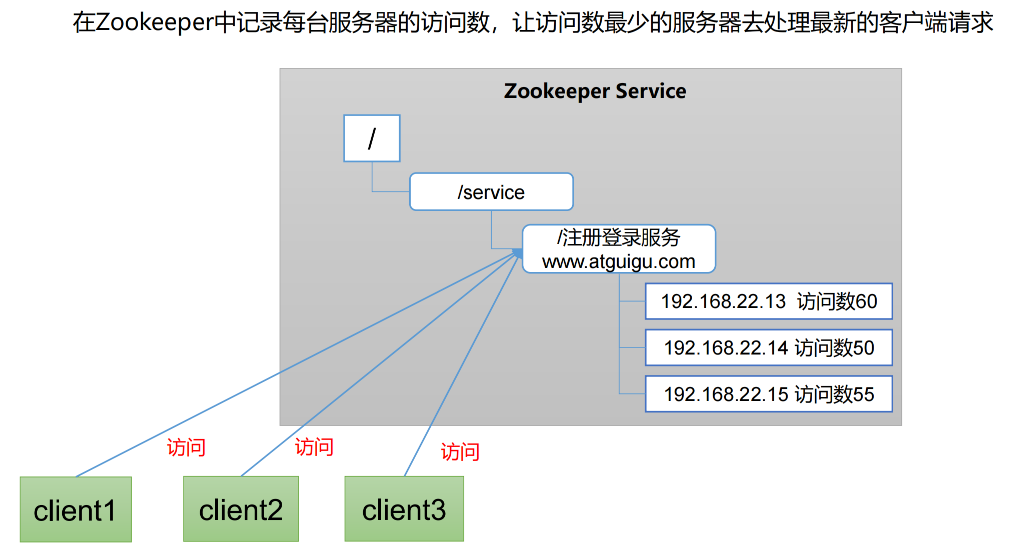 在Zookeeper中记录每台服务器的访问数，让访问数最少的服务器去处理最新的客户端请求
Zookeeper Service
/
/service
/注册登录服务
www.atguigu.com
192.168.22.13 访问数60
192.168.22.14 访问数50
192.168.22.15 访问数55
访问
访问
访问
client1
client2
client3